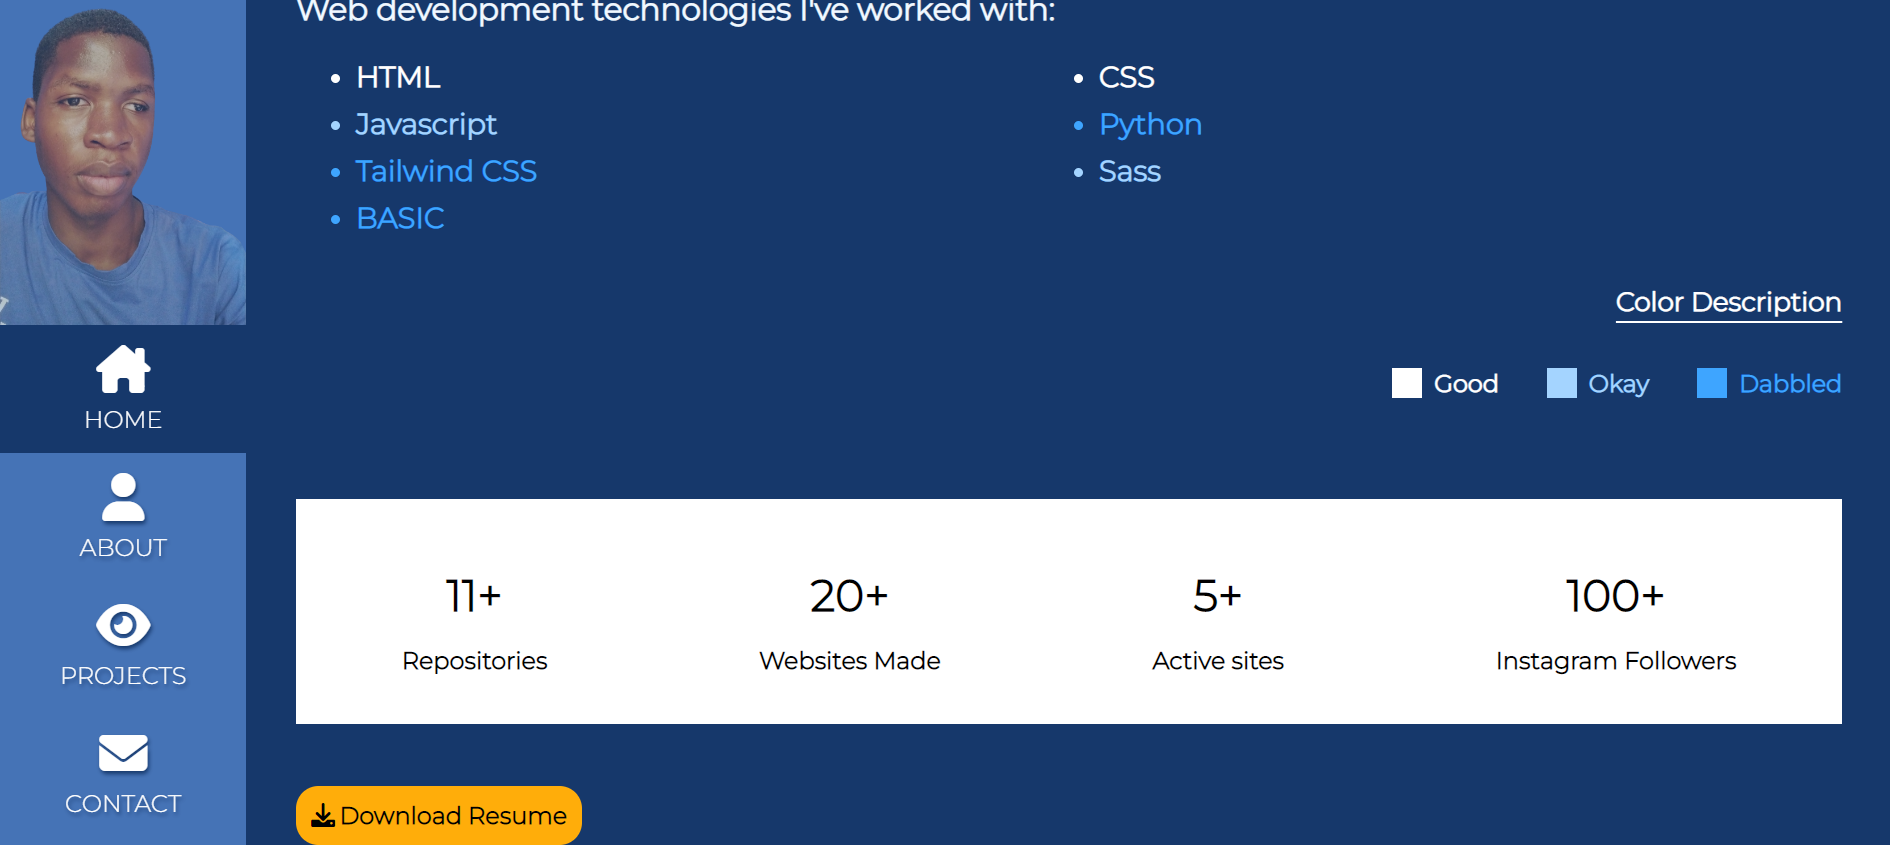 Web development technologies I've worked with:
HTML
Javascript
Tailwind CSS
BASIC
CSS
Python
Sass
Color Description
Good
Okay
Dabbled
HOME
ABOUT
PROJECTS
CONTACT
11+
Repositories
20+
Websites Made
5+
Active sites
100+
Instagram Followers
Download Resume